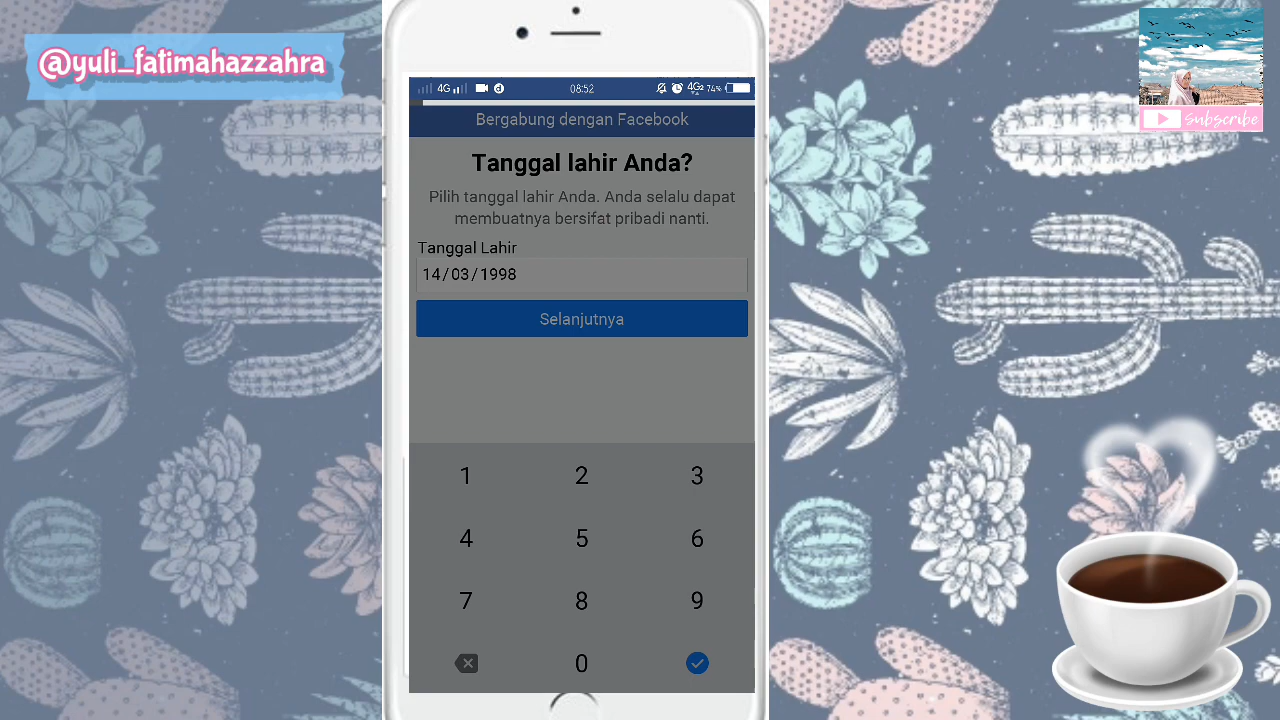 @yuli_fatimahazzahra
4G 08:52 4G 74%
Bergabung dengan Facebook
Tanggal lahir Anda?
Pilih tanggal lahir Anda. Anda selalu dapat
membuatnya bersifat pribadi nanti.
Tanggal Lahir
14/03/1998
Selanjutnya
1 2 3
4 5 6
7 8 9
0
Subscribe